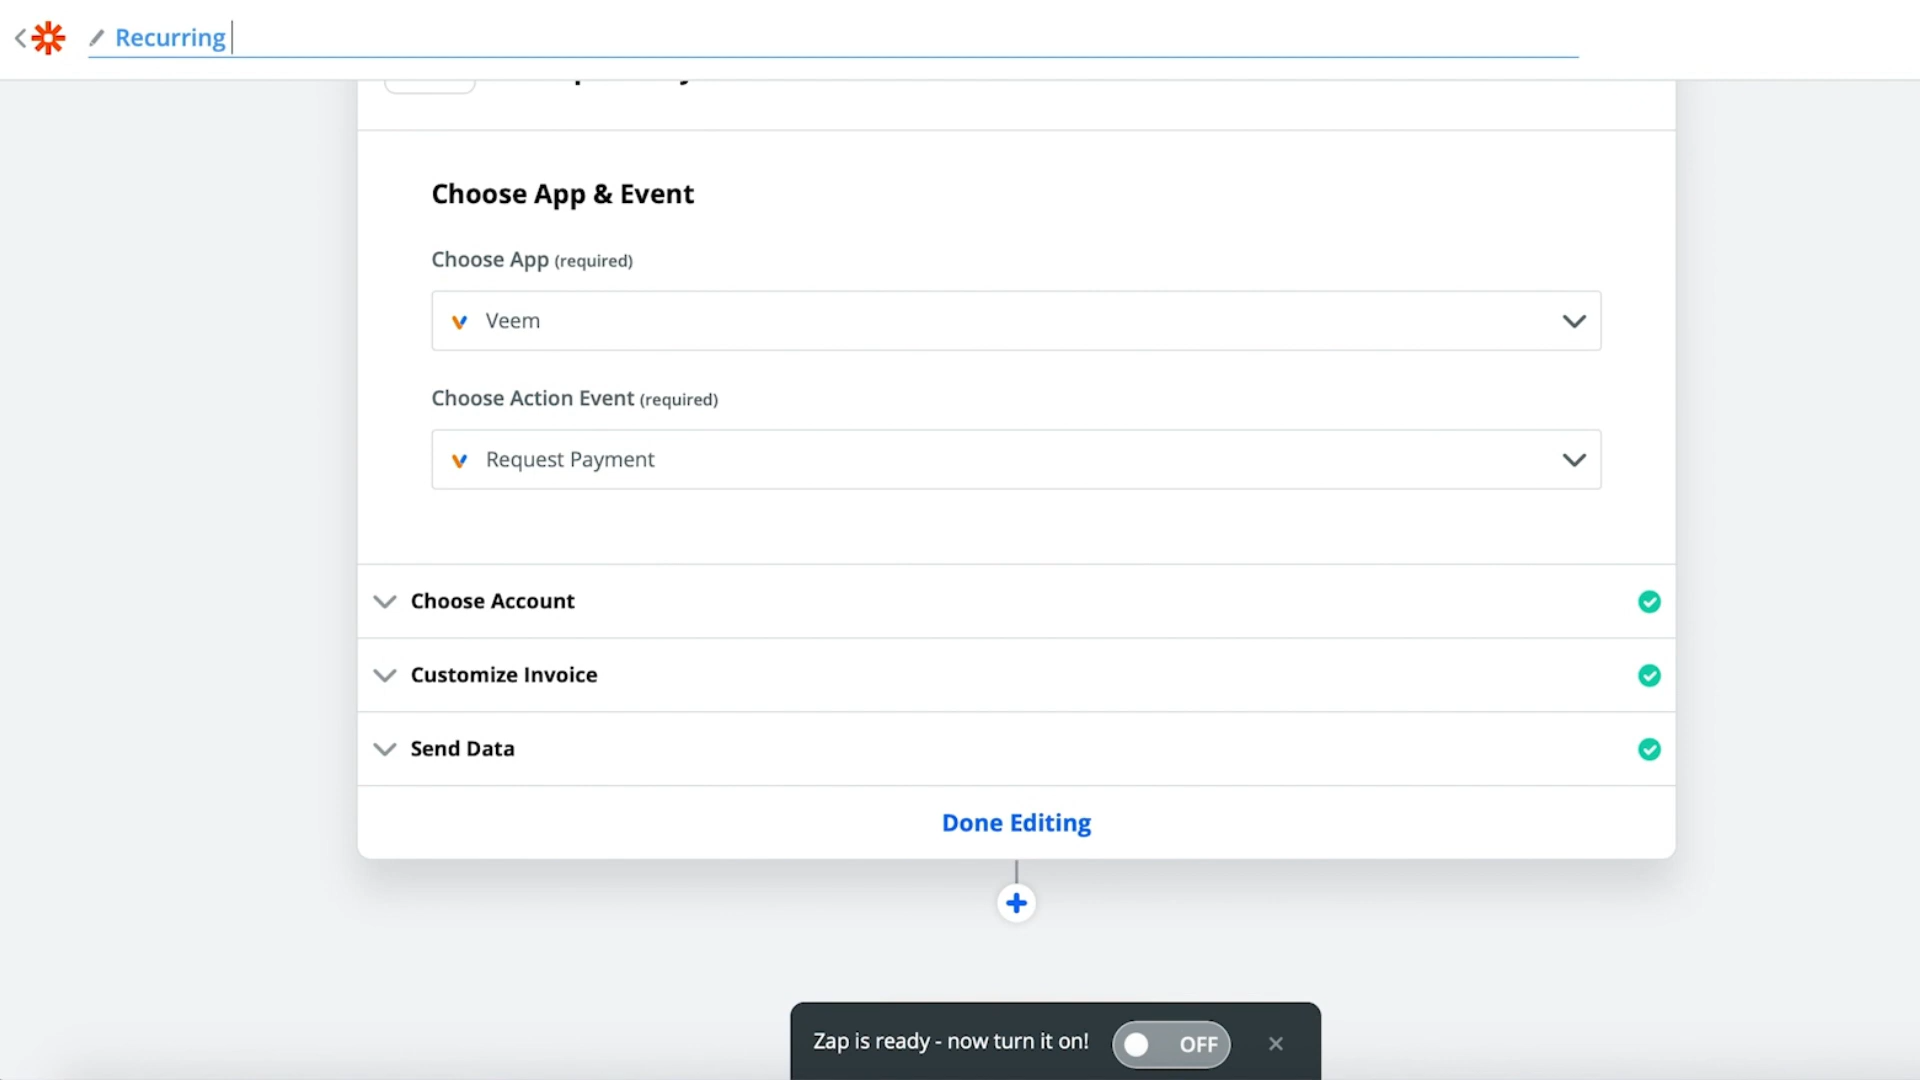 Recurring
Choose App & Event
Choose App (required)
Veem
Choose Action Event (required)
Request Payment
Choose Account
Customize Invoice
Send Data
Done Editing
Zap is ready - now turn it on!
OFF